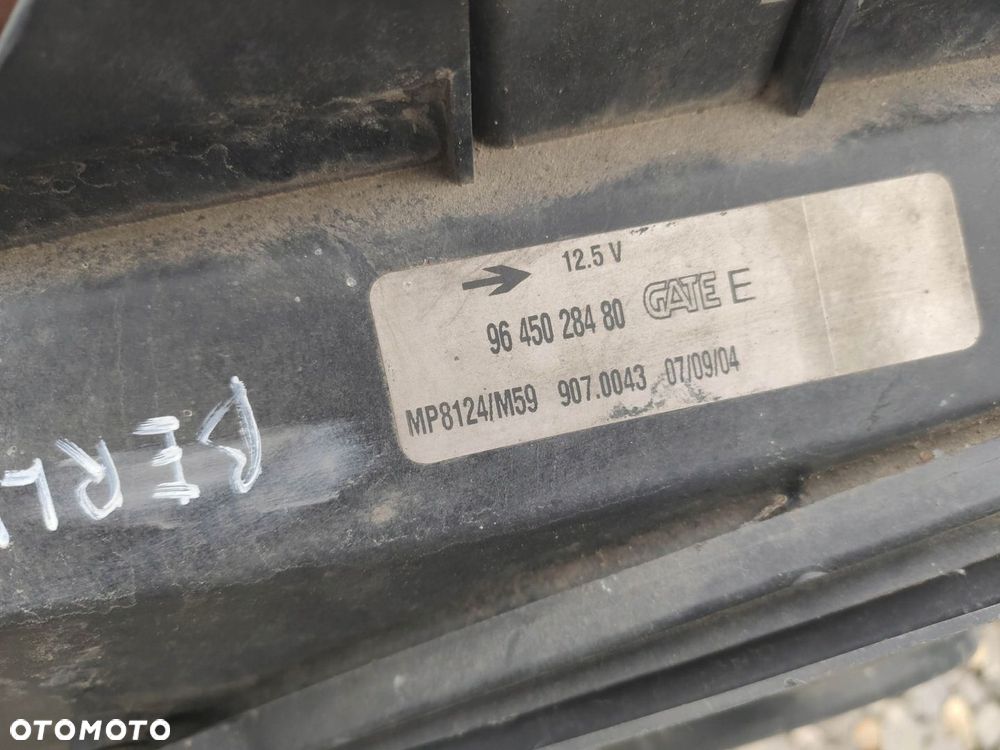 12.5 V
96 450 284 80 GATE E
MP8124/M59 907.0043 07/09/04
OTOMOTO